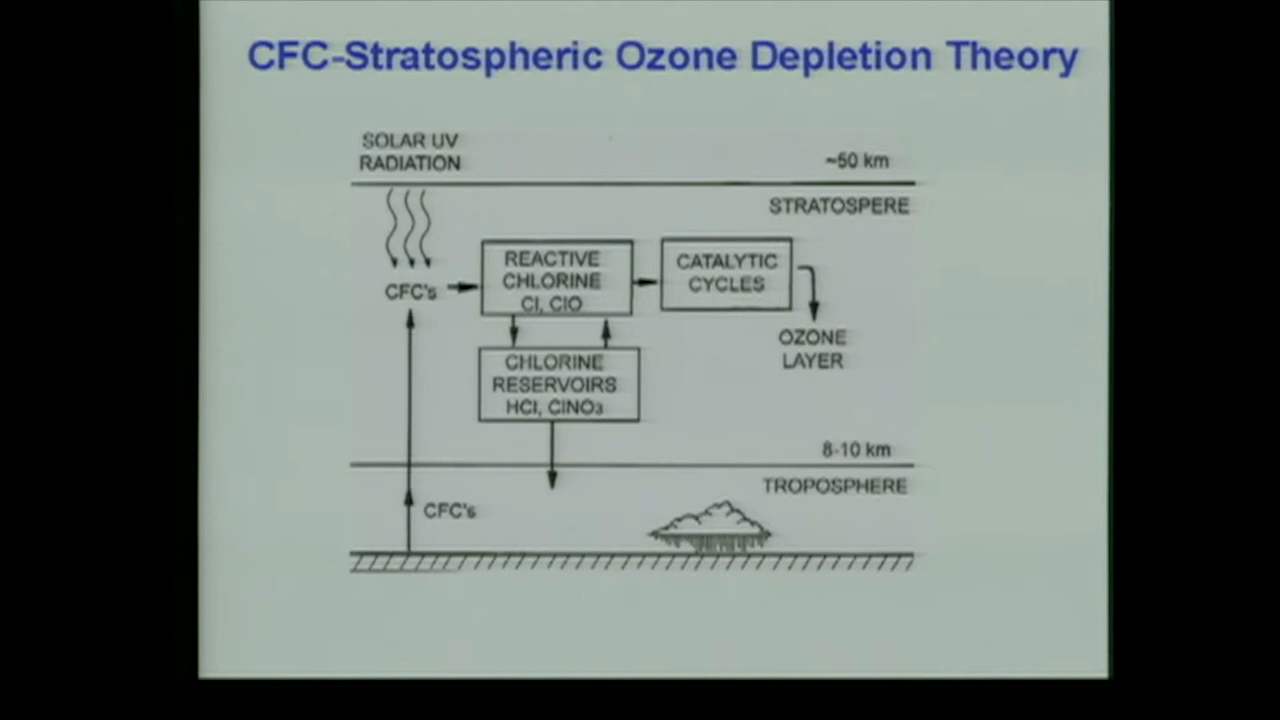 CFC-Stratospheric Ozone Depletion Theory
SOLAR UV
RADIATION
~50 km
STRATOSPERE
REACTIVE
CHLORINE
Cl, ClO
CATALYTIC
CYCLES
CFC's
OZONE
LAYER
CHLORINE
RESERVOIRS
HCl, ClNO3
8-10 km
TROPOSPHERE
CFC's